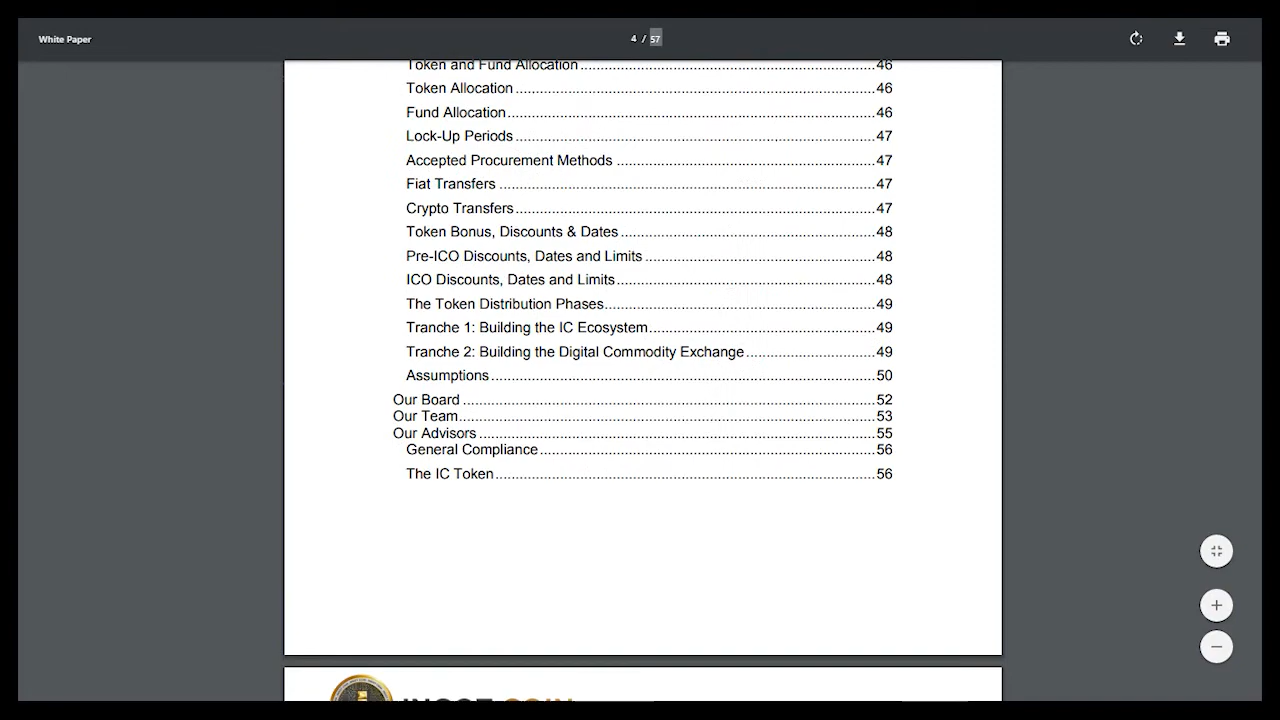 White Paper
4 / 57
Token and Fund Allocation ........ 46
Token Allocation ........ 46
Fund Allocation ........ 46
Lock-Up Periods ........ 47
Accepted Procurement Methods ........ 47
Fiat Transfers ........ 47
Crypto Transfers ........ 47
Token Bonus, Discounts & Dates ........ 48
Pre-ICO Discounts, Dates and Limits ........ 48
ICO Discounts, Dates and Limits ........ 48
The Token Distribution Phases ........ 49
Tranche 1: Building the IC Ecosystem ........ 49
Tranche 2: Building the Digital Commodity Exchange ........ 49
Assumptions ........ 50
Our Board ........ 52
Our Team ........ 53
Our Advisors ........ 55
General Compliance ........ 56
The IC Token ........ 56
INGOT COIN